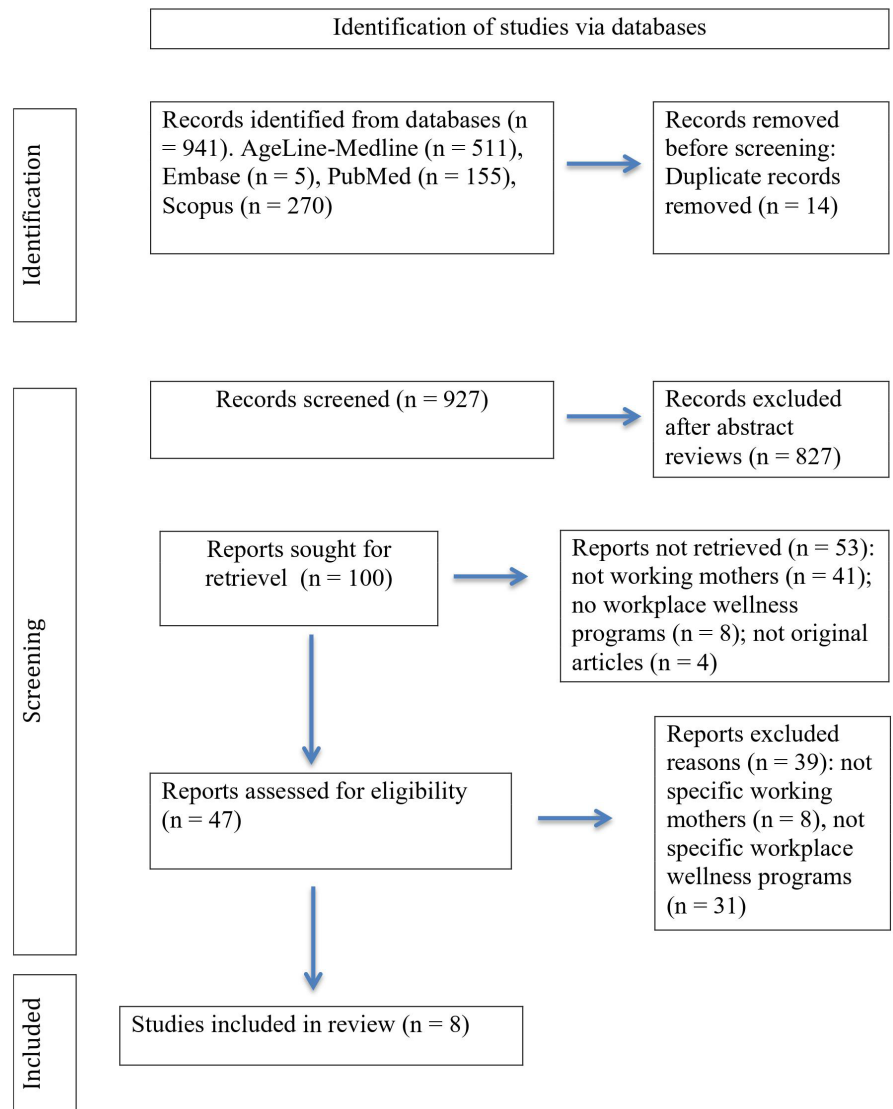 Identification of studies via databases
Identification
Records identified from databases (n
= 941). AgeLine-Medline (n = 511),
Embase (n = 5), PubMed (n = 155),
Scopus (n = 270)
Records removed
before screening:
Duplicate records
removed (n = 14)
Screening
Records screened (n = 927)
Records excluded
after abstract
reviews (n = 827)
Reports sought for
retrievel (n = 100)
Reports not retrieved (n = 53):
not working mothers (n = 41);
no workplace wellness
programs (n = 8); not original
articles (n = 4)
Reports assessed for eligibility
(n = 47)
Reports excluded
reasons (n = 39): not
specific working
mothers (n = 8), not
specific workplace
wellness programs
(n = 31)
Included
Studies included in review (n = 8)